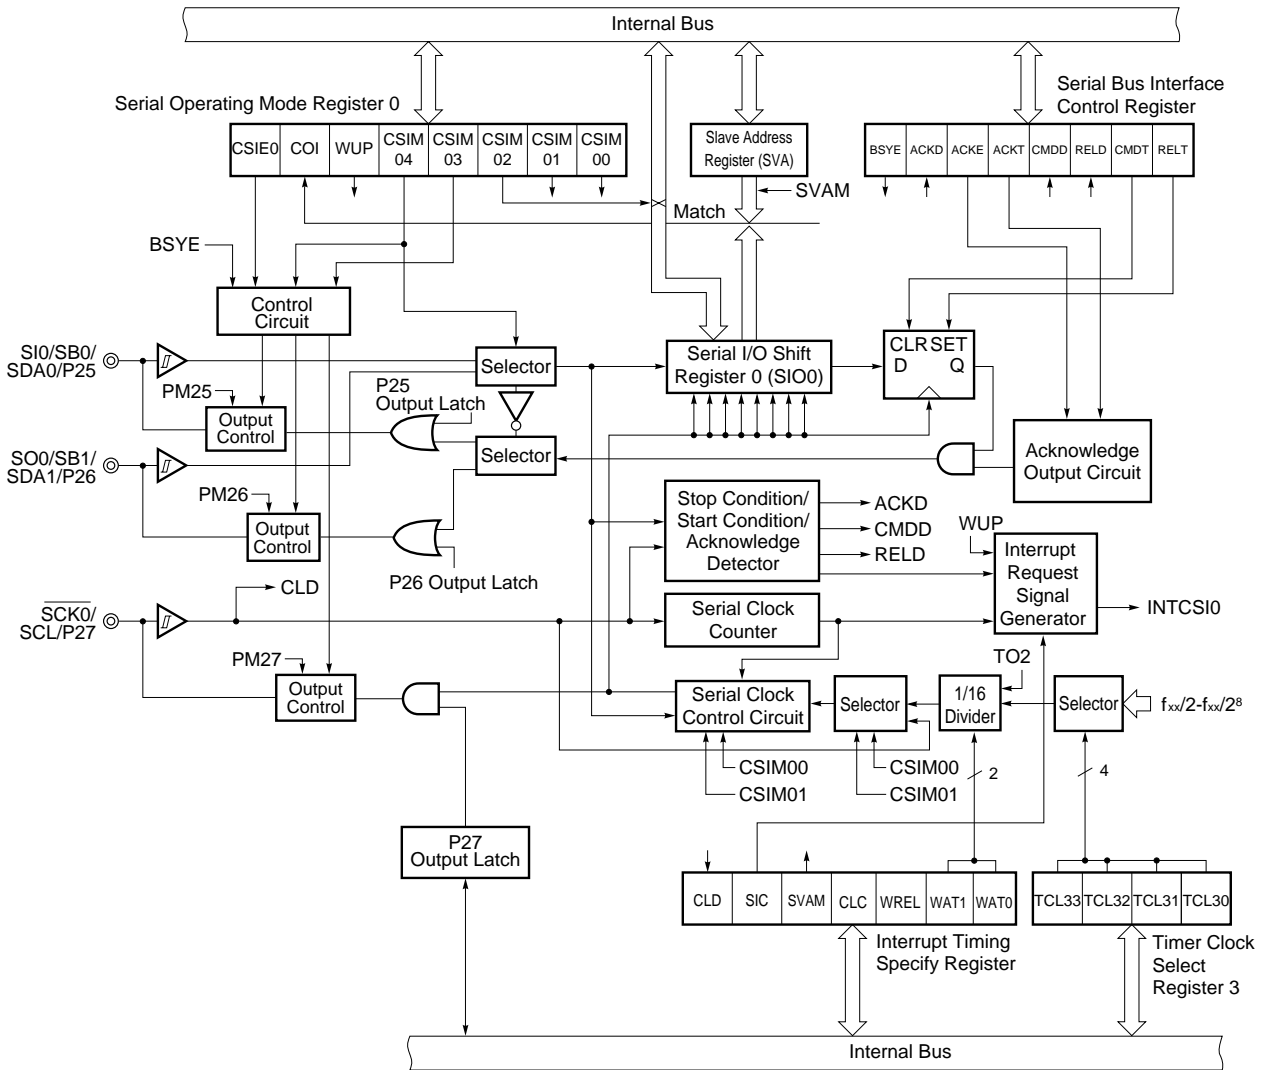 Internal Bus
Serial Operating Mode Register 0
Serial Bus Interface
Control Register
CSIE0 COI WUP CSIM 04 CSIM 03 CSIM 02 CSIM 01 CSIM 00
Slave Address
Register (SVA)
BSYE ACKD ACKE ACKT CMDD RELD CMDT RELT
SVAM
Match
BSYE
Control
Circuit
SI0/SB0/
SDA0/P25
Selector
Serial I/O Shift
Register 0 (SIO0)
CLR SET
D Q
PM25
P25
Output Latch
Output
Control
SO0/SB1/
SDA1/P26
Selector
Acknowledge
Output Circuit
PM26
Output
Control
Stop Condition/
Start Condition/
Acknowledge
Detector
ACKD
CMDD
RELD
WUP
Interrupt
Request
Signal
Generator
INTCSI0
P26 Output Latch
CLD
SCK0/
SCL/P27
Serial Clock
Counter
PM27
Output
Control
TO2
Serial Clock
Control Circuit
Selector
1/16
Divider
Selector
fxx/2-fxx/2⁸
CSIM00
CSIM01
CSIM00
CSIM01
2
4
P27
Output Latch
CLD SIC SVAM CLC WREL WAT1 WAT0
TCL33 TCL32 TCL31 TCL30
Interrupt Timing
Specify Register
Timer Clock
Select
Register 3
Internal Bus